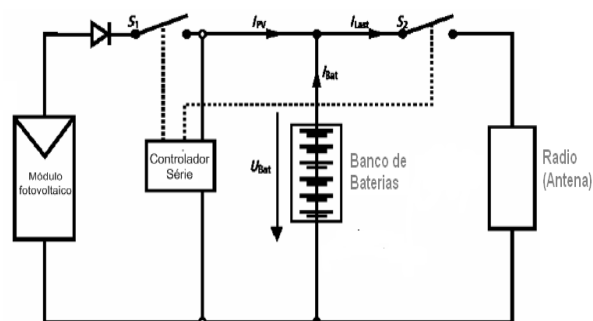 S1
IPV
ILast
S2
IBat
Módulo
fotovoltaico
Controlador
Série
UBat
Banco de
Baterias
Radio
(Antena)